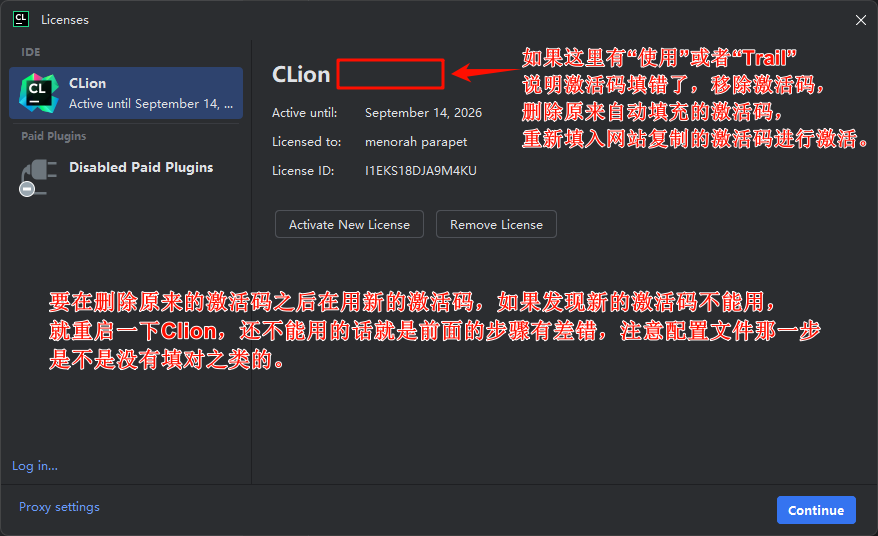 CL
Licenses
IDE
CL
CLion
Active until September 14, ...
Paid Plugins
Disabled Paid Plugins
CLion
Active until: September 14, 2026
Licensed to: menorah parapet
License ID: I1EKS18DJA9M4KU
Activate New License Remove License
如果这里有“使用”或者“Trail”
说明激活码填错了，移除激活码，
删除原来自动填充的激活码，
重新填入网站复制的激活码进行激活。
要在删除原来的激活码之后在用新的激活码，如果发现新的激活码不能用，
就重启一下Clion，还不能用的话就是前面的步骤有差错，注意配置文件那一步
是不是没有填对之类的。
Log in...
Proxy settings
Continue